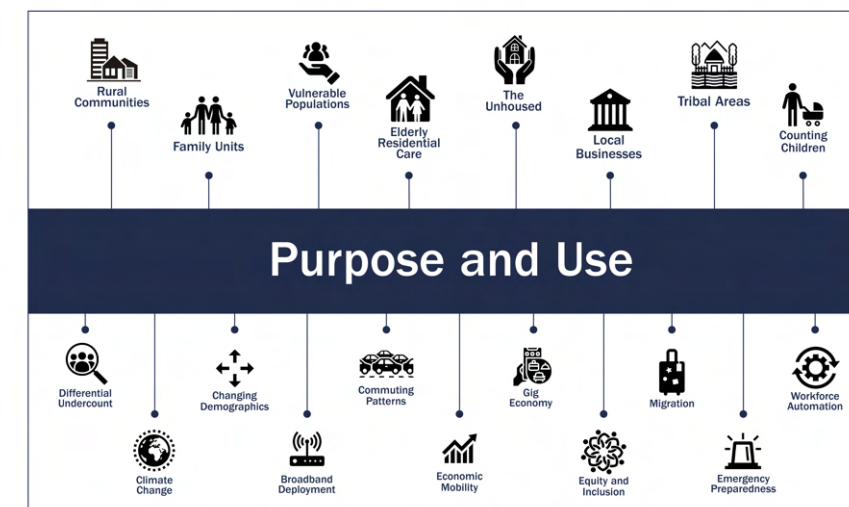 Rural
Communities
Family Units
Vulnerable
Populations
Elderly
Residential
Care
The
Unhoused
Local
Businesses
Tribal Areas
Counting
Children
Purpose and Use
Differential
Undercount
Climate
Change
Changing
Demographics
Broadband
Deployment
Commuting
Patterns
Economic
Mobility
Gig
Economy
Equity and
Inclusion
Migration
Emergency
Preparedness
Workforce
Automation